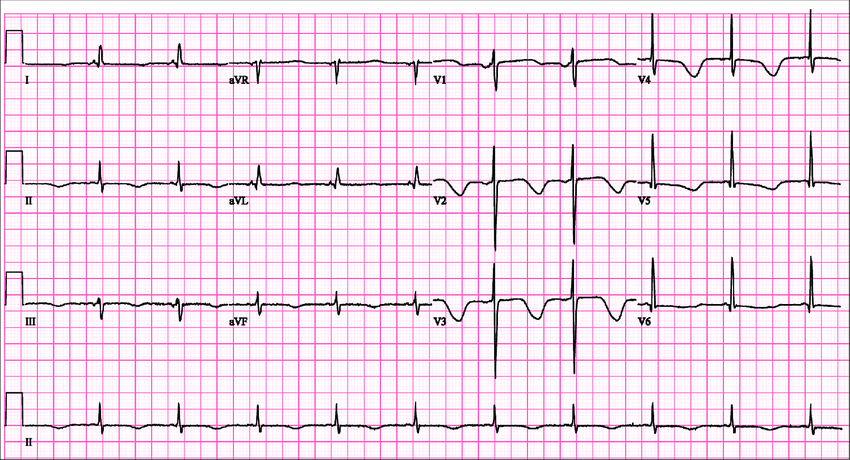 I aVR V1 V4
II aVL V2 V5
III aVF V3 V6
II